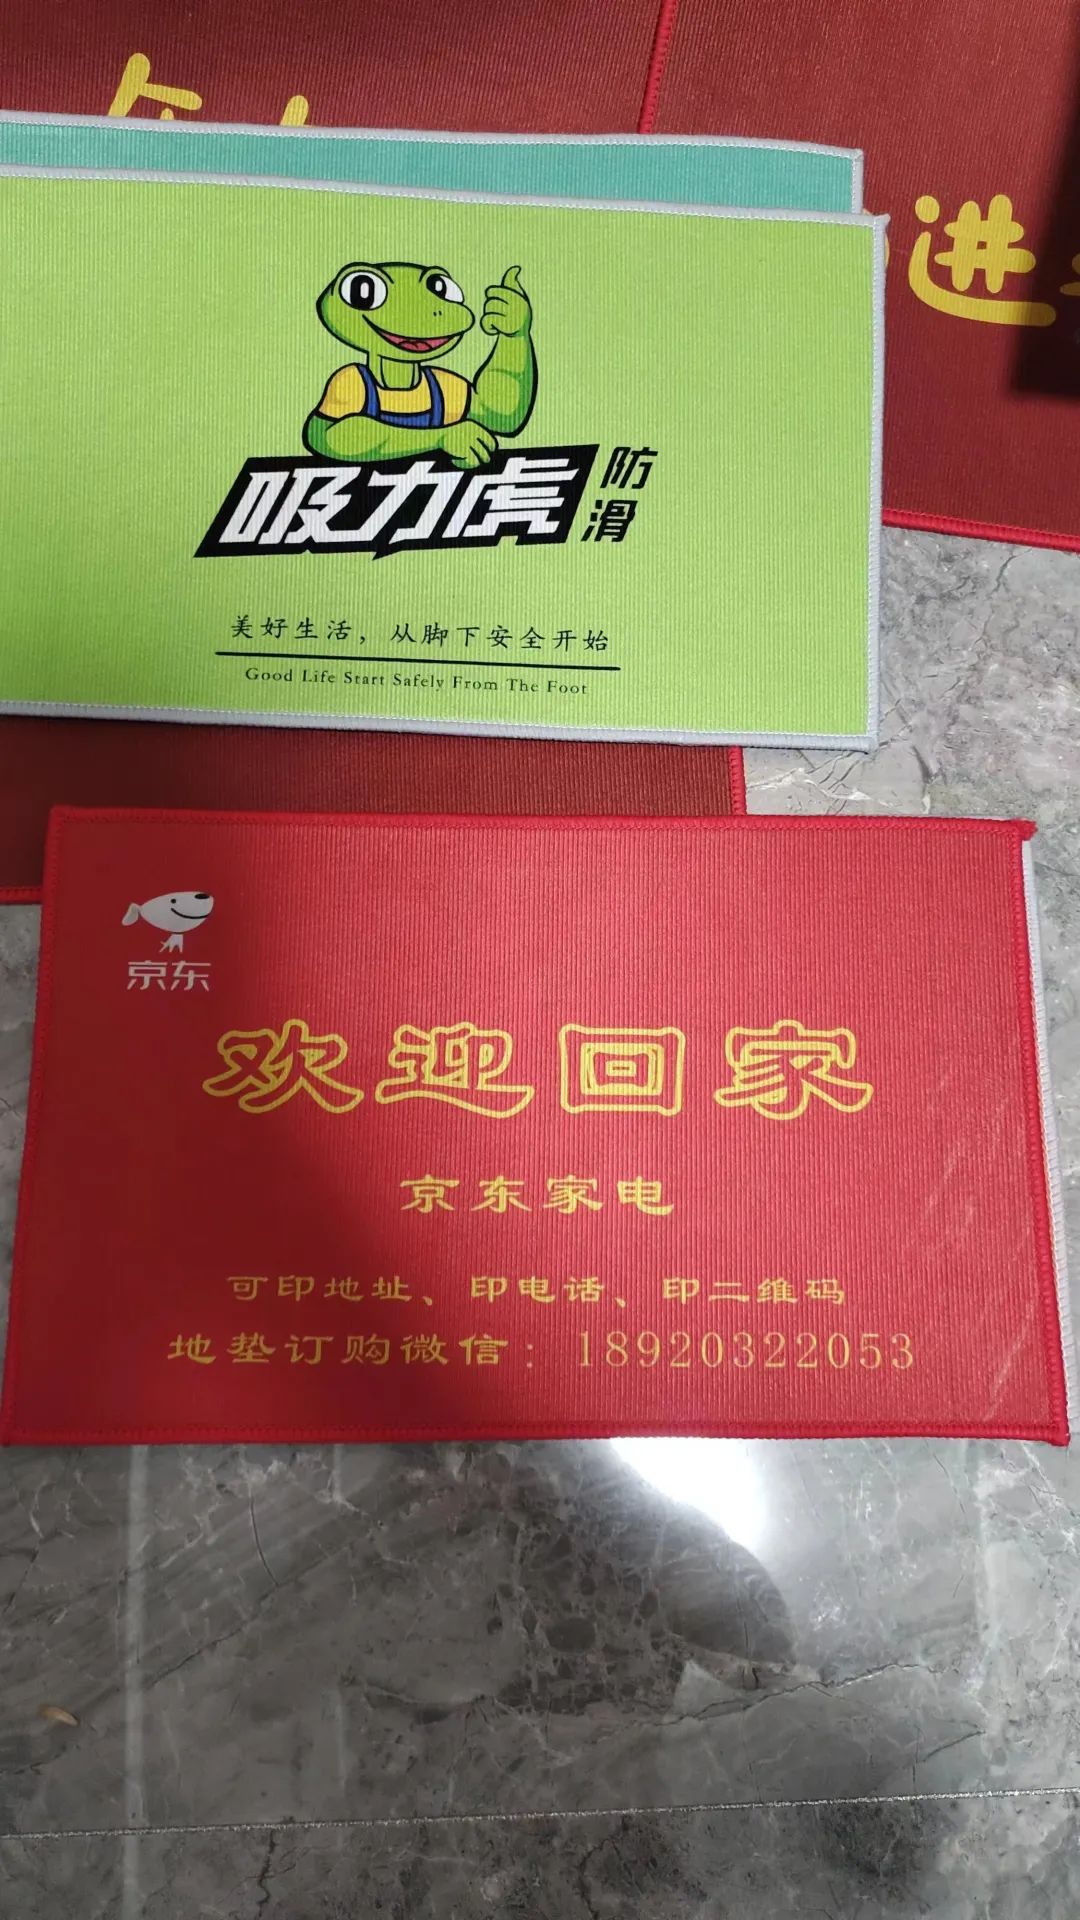 进
吸力虎
防滑
美好生活，从脚下安全开始
Good Life Start Safely From The Foot
京东
欢迎回家
京东家电
可印地址、印电话、印二维码
地垫订购微信：18920322053